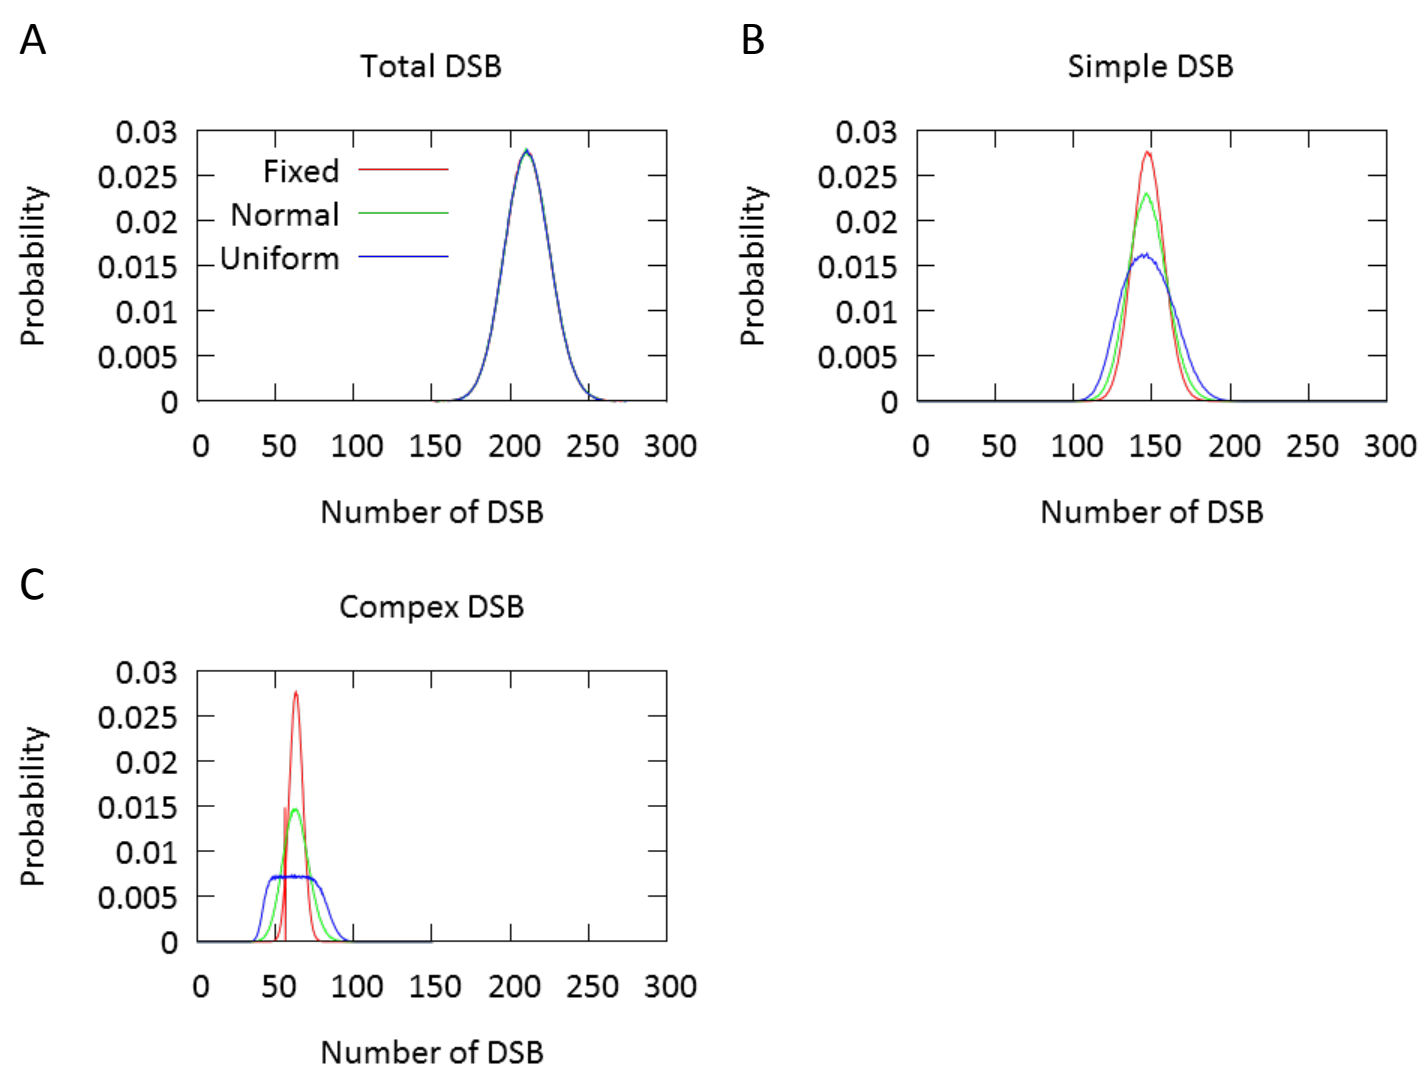 A
Total DSB
Probability
0.03
0.025
0.02
0.015
0.01
0.005
0
Fixed
Normal
Uniform
0 50 100 150 200 250 300
Number of DSB
B
Simple DSB
Probability
0.03
0.025
0.02
0.015
0.01
0.005
0
0 50 100 150 200 250 300
Number of DSB
C
Compex DSB
Probability
0.03
0.025
0.02
0.015
0.01
0.005
0
0 50 100 150 200 250 300
Number of DSB